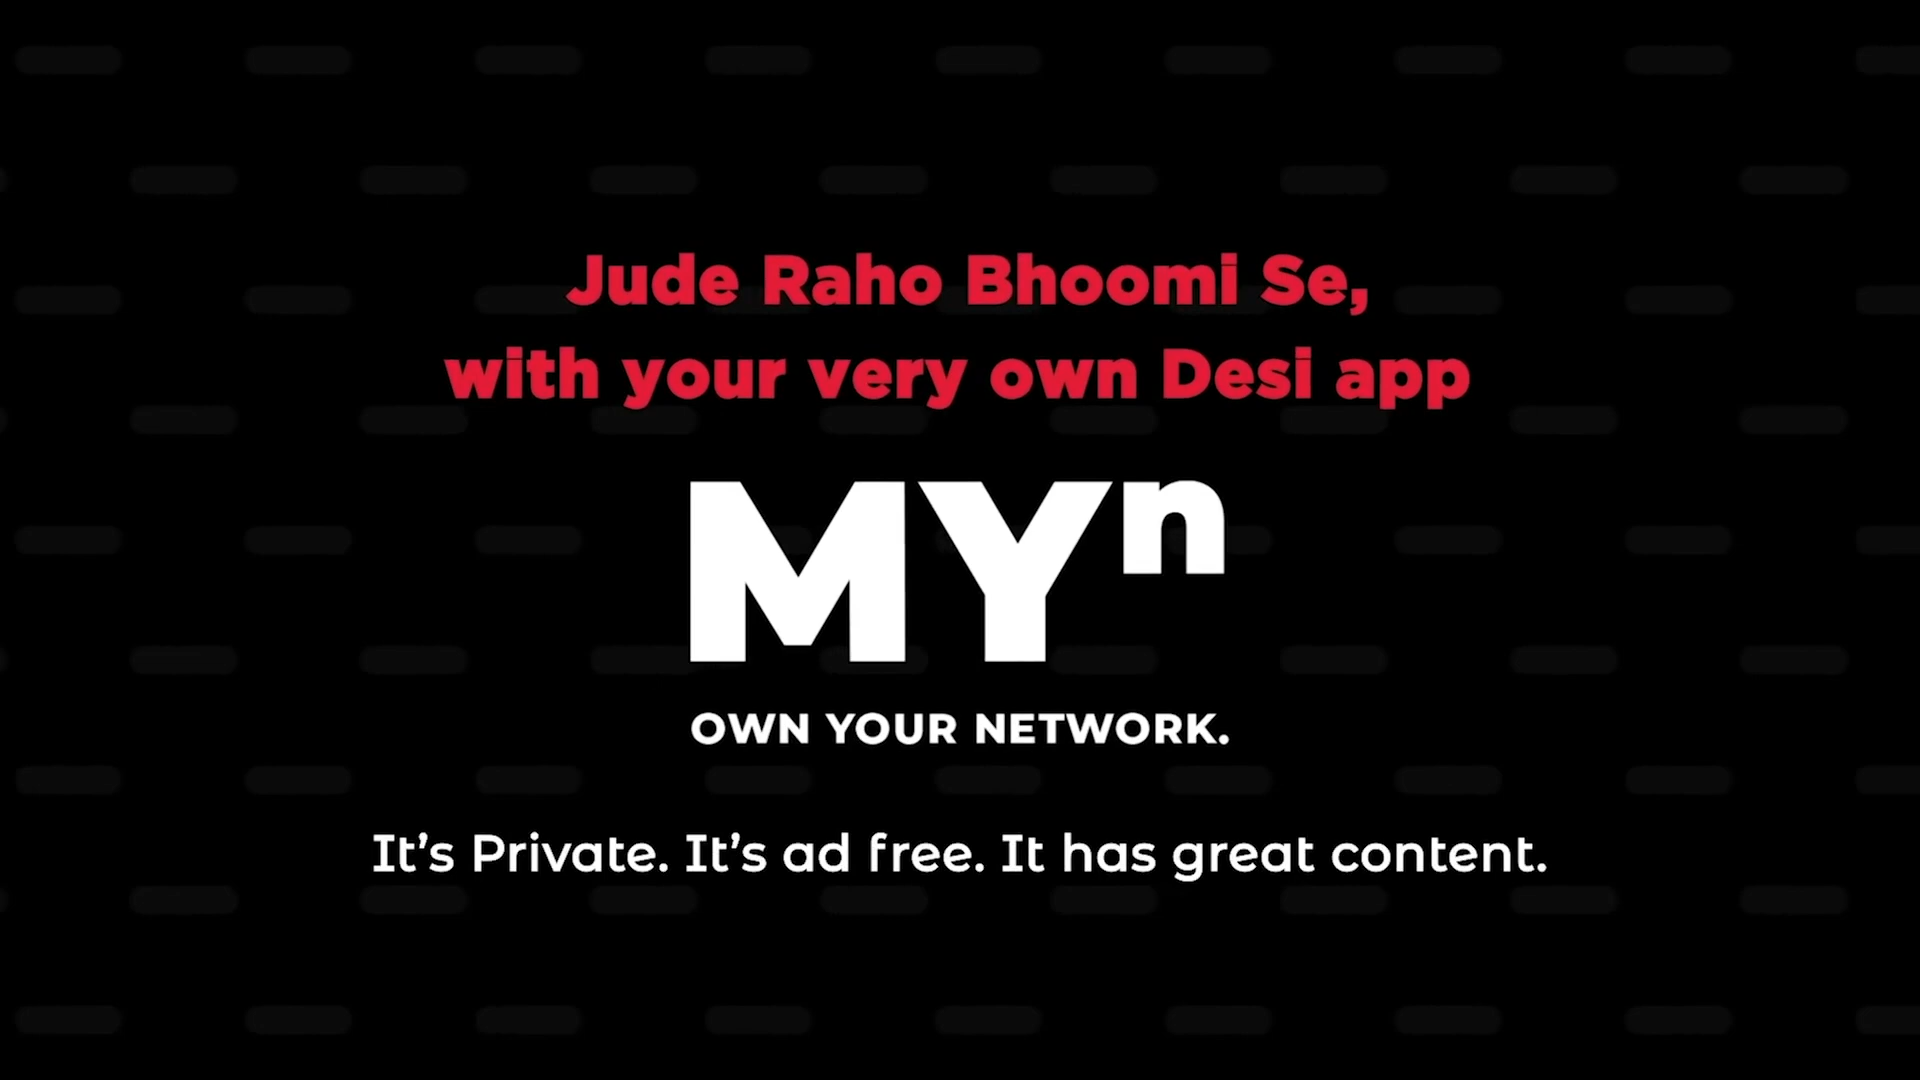 Jude Raho Bhoomi Se,
with your very own Desi app
MYn
OWN YOUR NETWORK.
It’s Private. It’s ad free. It has great content.